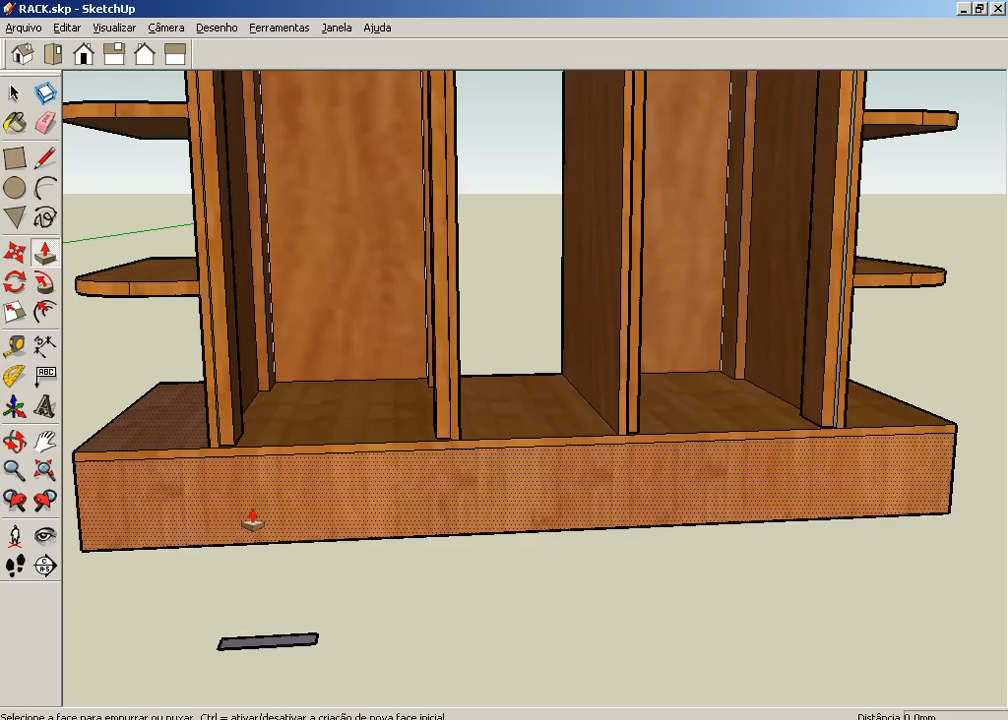 RACK.skp - SketchUp
Arquivo Editar Visualizar Câmera Desenho Ferramentas Janela Ajuda
ABC
Selecione a face para empurrar ou puxar. Ctrl = ativar/desativar a criação de nova face inicial.
Distância 0,0mm